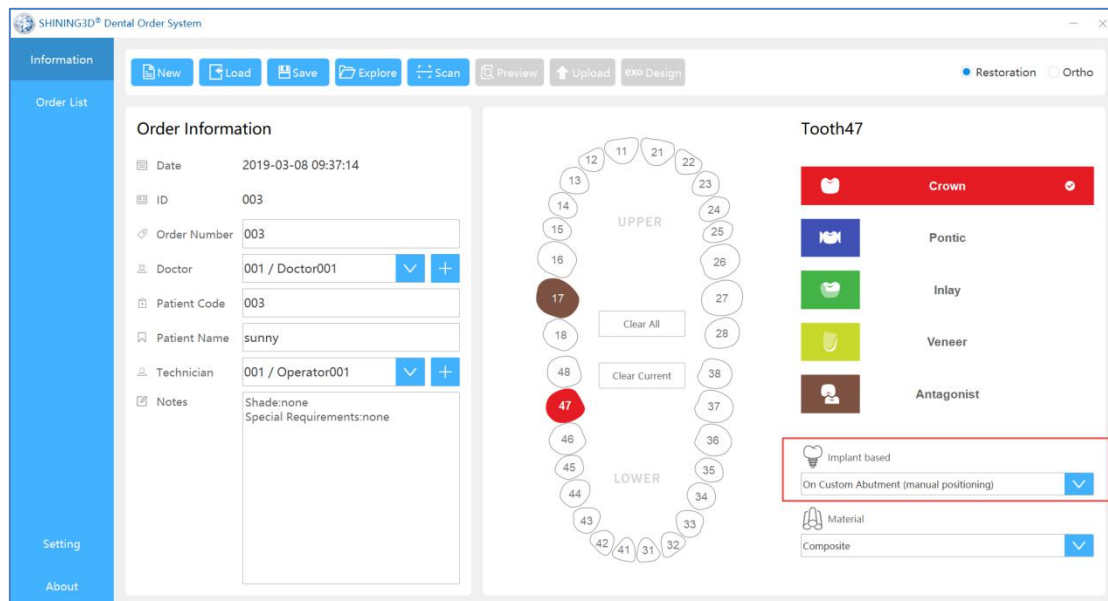 SHINING3D® Dental Order System
Information
Order List
Setting
About
New Load Save Explore Scan Preview Upload exo Design
Restoration Ortho
Order Information
Date 2019-03-08 09:37:14
ID 003
Order Number 003
Doctor 001 / Doctor001
Patient Code 003
Patient Name sunny
Technician 001 / Operator001
Notes Shade:none
Special Requirements:none
11 21
12 22
13 23
14 24
UPPER
15 25
16 26
17 27
Clear All
18 28
48 38
Clear Current
47 37
46 36
45 35
LOWER
44 34
43 33
42 41 31 32
Tooth47
Crown
Pontic
Inlay
Veneer
Antagonist
Implant based
On Custom Abutment (manual positioning)
Material
Composite